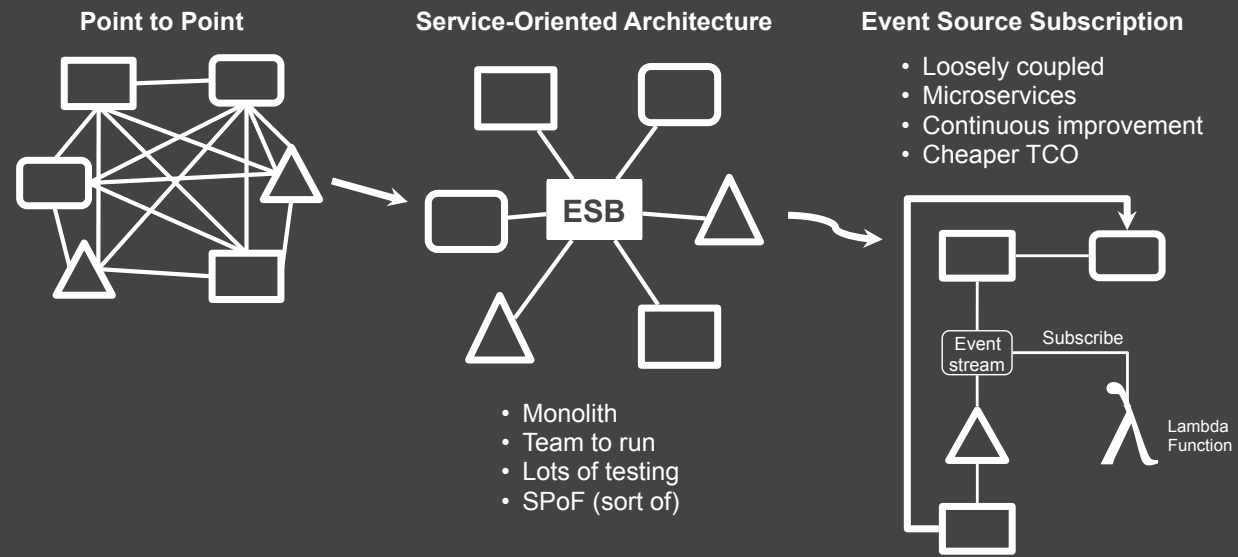 Point to Point
Service-Oriented Architecture
ESB
• Monolith
• Team to run
• Lots of testing
• SPoF (sort of)
Event Source Subscription
• Loosely coupled
• Microservices
• Continuous improvement
• Cheaper TCO
Event
stream
Subscribe
Lambda
Function